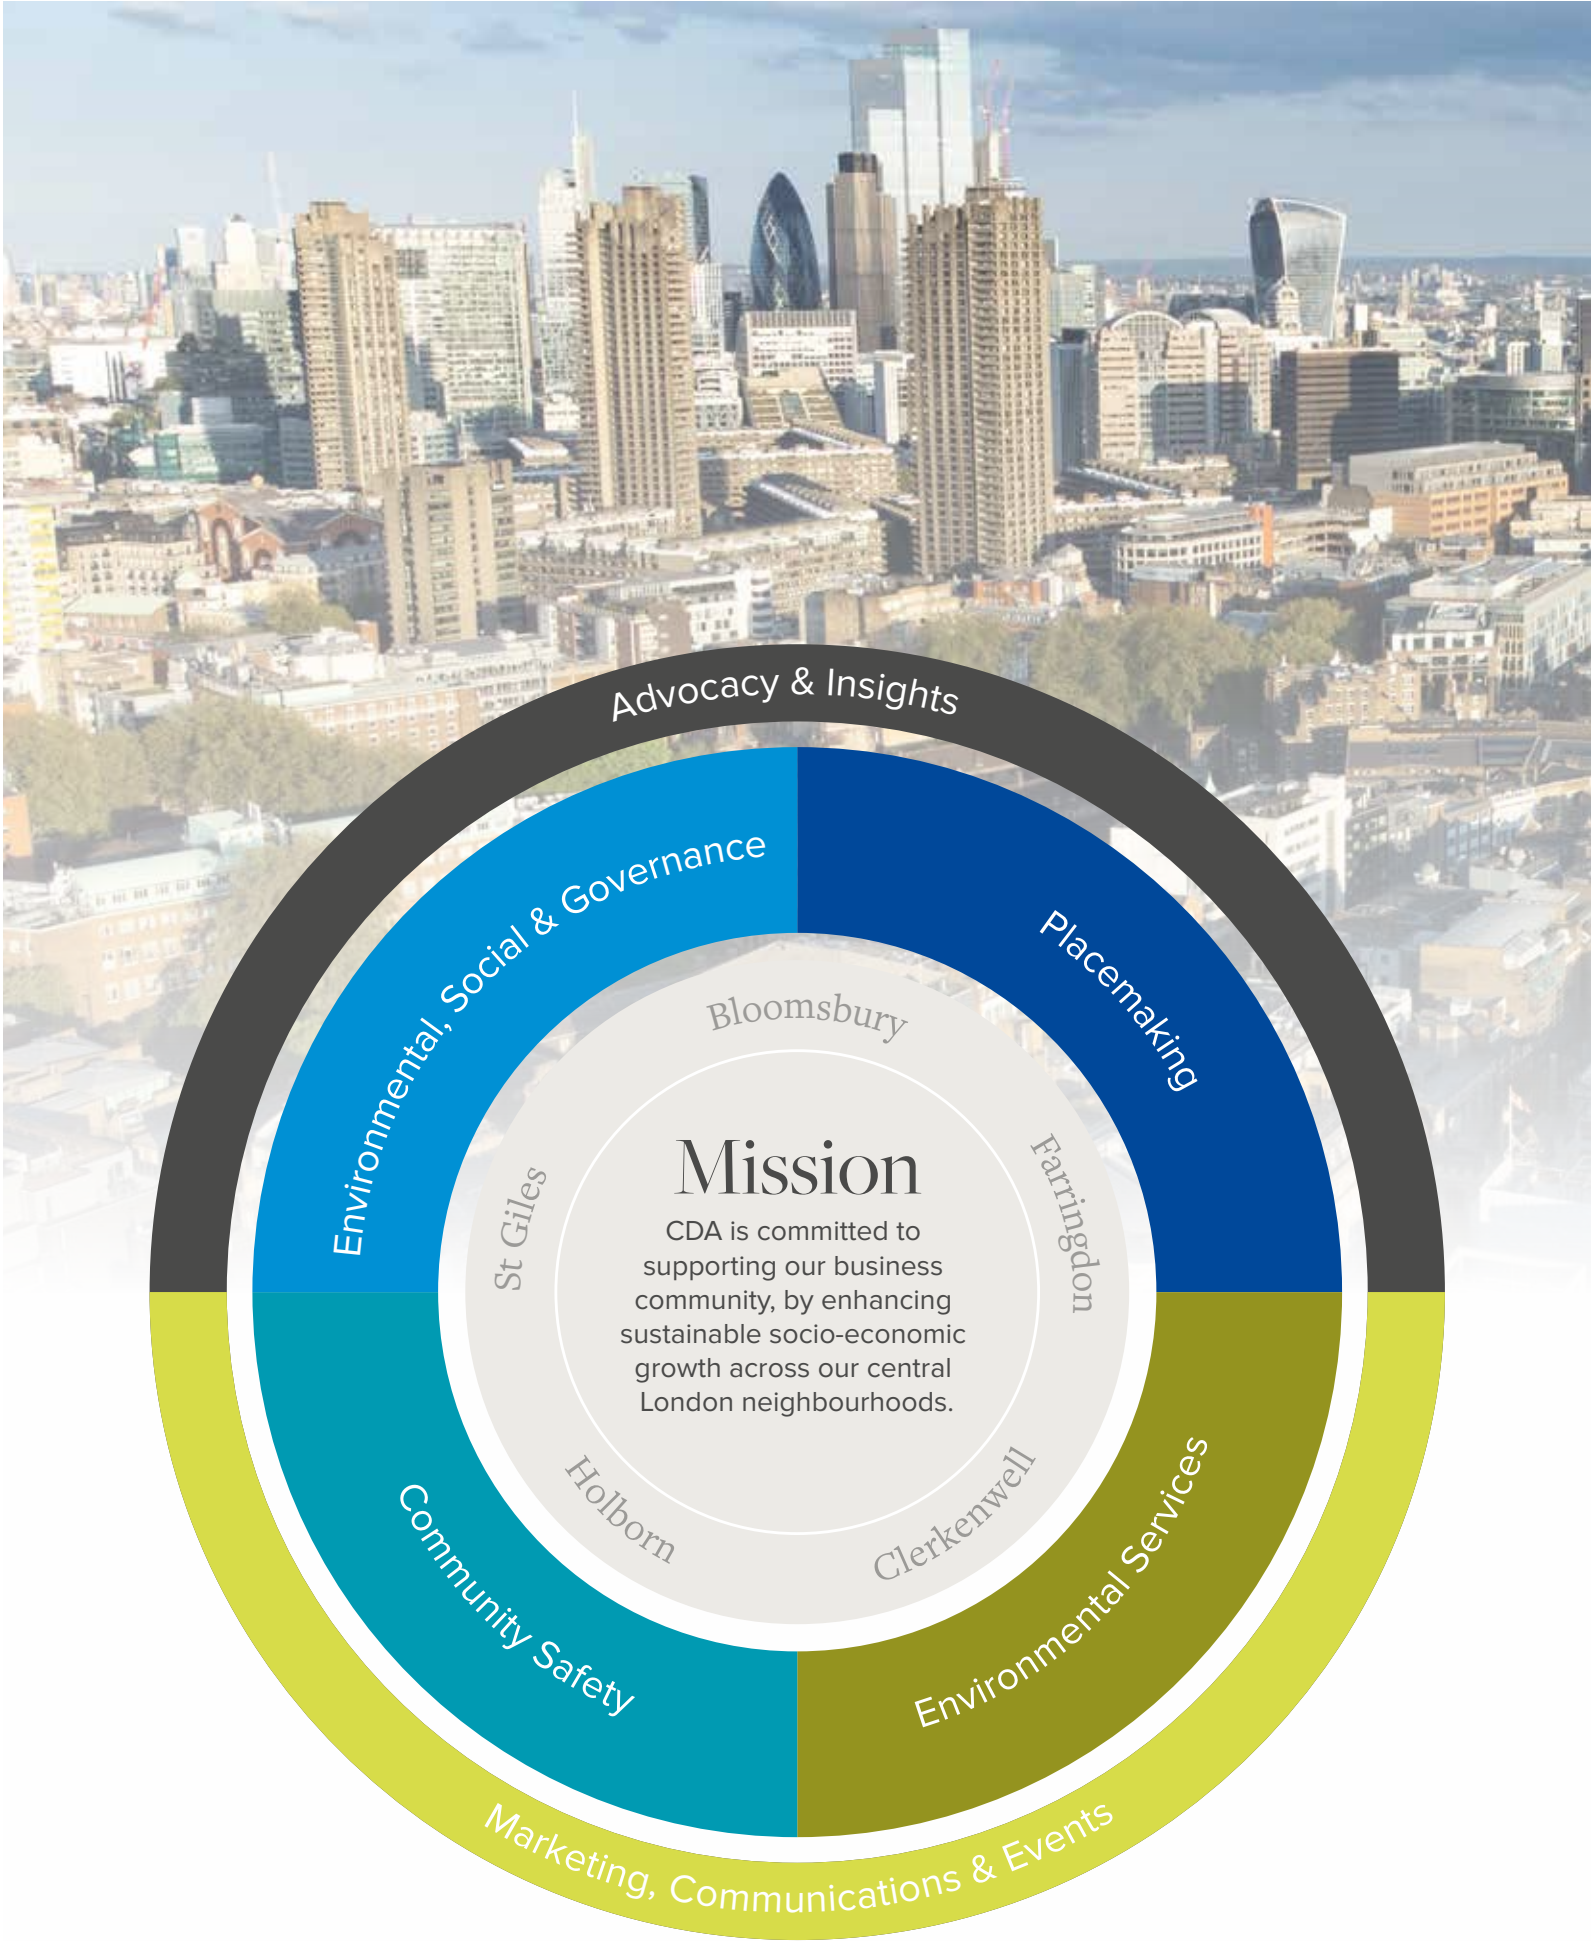 Advocacy & Insights
Environmental, Social & Governance
Placemaking
Bloomsbury
St Giles
Farringdon
Mission
CDA is committed to
supporting our business
community, by enhancing
sustainable socio-economic
growth across our central
London neighbourhoods.
Holborn
Clerkenwell
Community Safety
Environmental Services
Marketing, Communications & Events